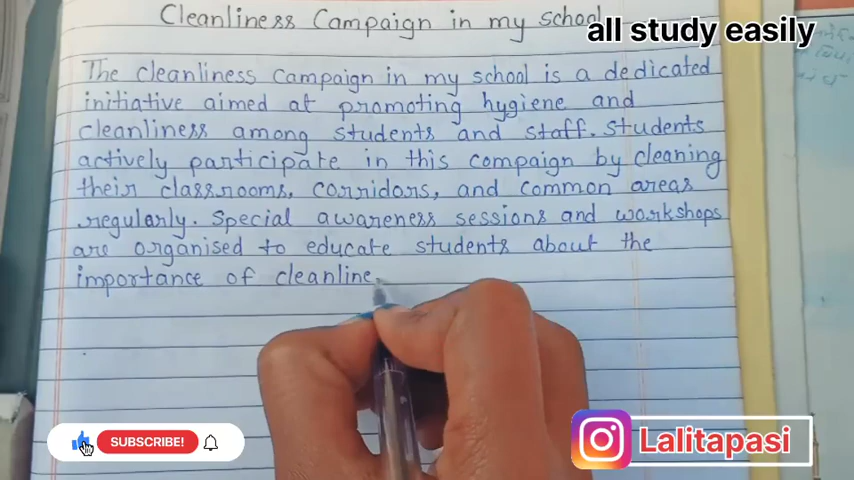 Cleanliness Campaign in my school
all study easily
The cleanliness campaign in my school is a dedicated
initiative aimed at promoting hygiene and
cleanliness among students and staff. Students
actively participate in this compaign by cleaning
their classrooms, corridors, and common areas
regularly. Special awareness sessions and workshops
are organised to educate students about the
importance of cleanline
SUBSCRIBE!
Lalitapasi